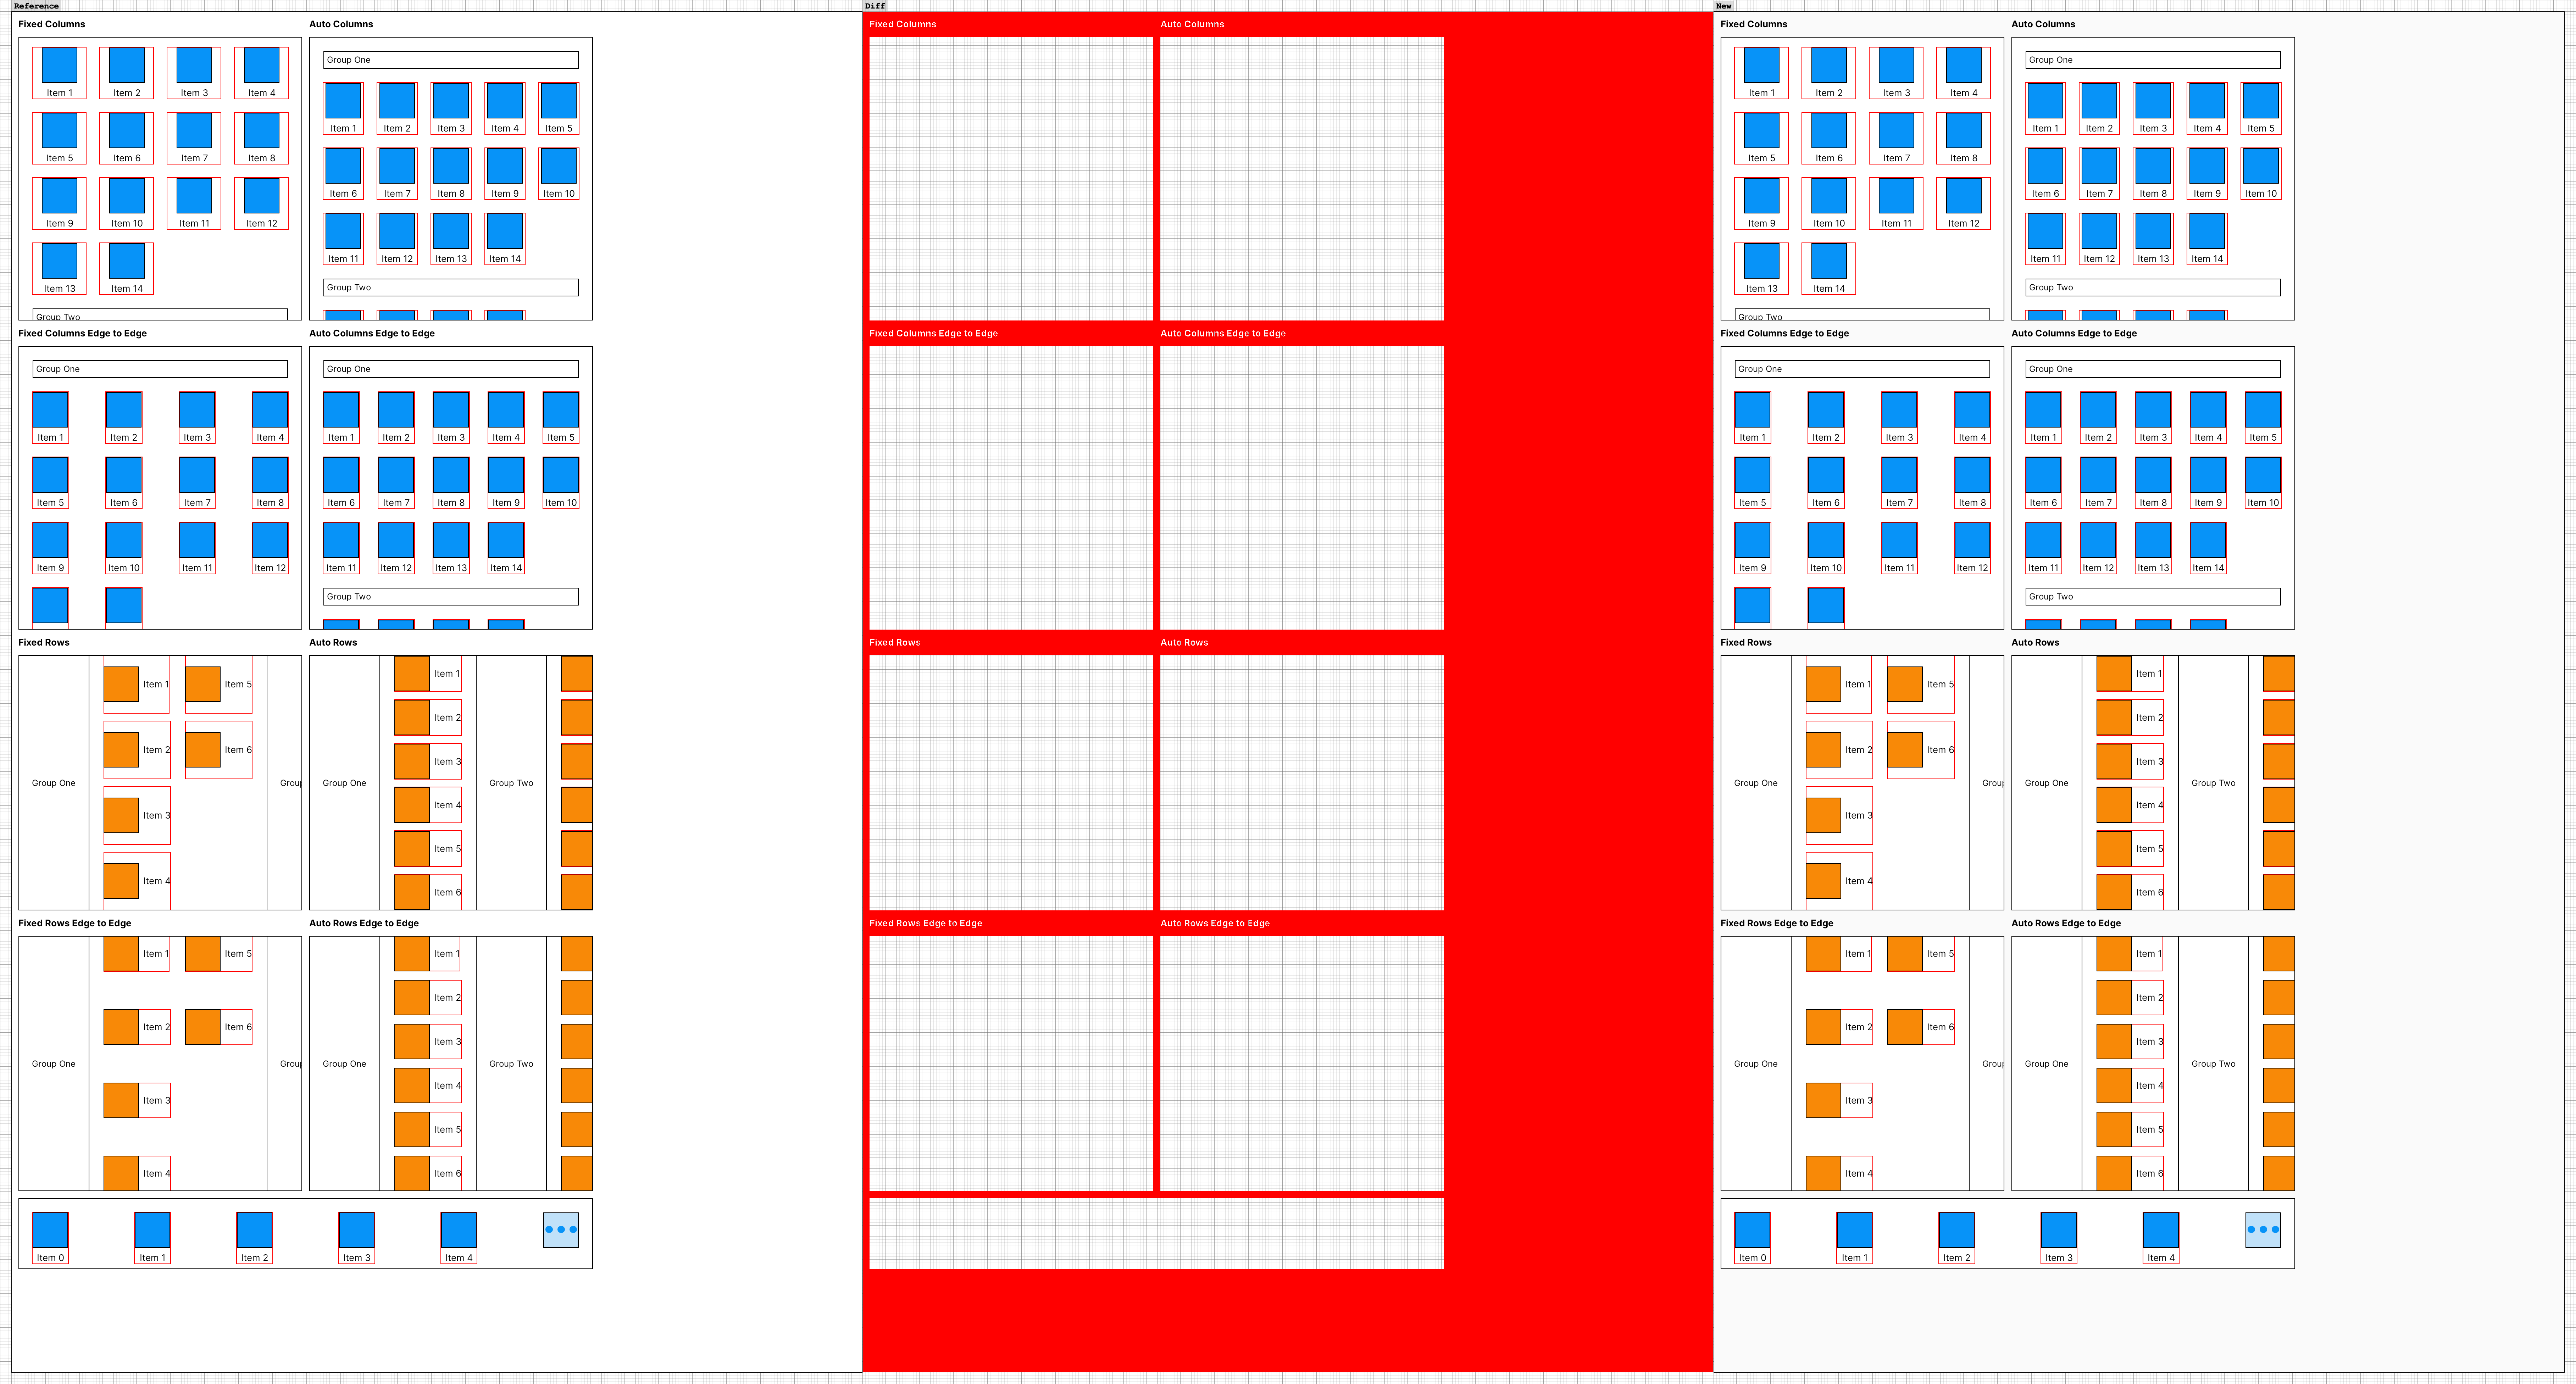 Reference
Fixed Columns
Auto Columns
Item 1 Item 2 Item 3 Item 4
Item 5 Item 6 Item 7 Item 8
Item 9 Item 10 Item 11 Item 12
Item 13 Item 14
Group Two
Group One
Item 1 Item 2 Item 3 Item 4 Item 5
Item 6 Item 7 Item 8 Item 9 Item 10
Item 11 Item 12 Item 13 Item 14
Group Two
Fixed Columns Edge to Edge
Auto Columns Edge to Edge
Group One
Item 1 Item 2 Item 3 Item 4
Item 5 Item 6 Item 7 Item 8
Item 9 Item 10 Item 11 Item 12
Group One
Item 1 Item 2 Item 3 Item 4 Item 5
Item 6 Item 7 Item 8 Item 9 Item 10
Item 11 Item 12 Item 13 Item 14
Group Two
Fixed Rows
Auto Rows
Item 1 Item 5
Item 2 Item 6
Group One
Item 3
Item 4
Item 1
Item 2
Item 3
Group One Group Two
Item 4
Item 5
Item 6
Fixed Rows Edge to Edge
Auto Rows Edge to Edge
Item 1 Item 5
Item 2 Item 6
Group One
Item 3
Item 4
Item 1
Item 2
Item 3
Group One Group Two
Item 4
Item 5
Item 6
Item 0 Item 1 Item 2 Item 3 Item 4
Diff
Fixed Columns
Auto Columns
Fixed Columns Edge to Edge
Auto Columns Edge to Edge
Fixed Rows
Auto Rows
Fixed Rows Edge to Edge
Auto Rows Edge to Edge
New
Fixed Columns
Auto Columns
Item 1 Item 2 Item 3 Item 4
Item 5 Item 6 Item 7 Item 8
Item 9 Item 10 Item 11 Item 12
Item 13 Item 14
Group Two
Group One
Item 1 Item 2 Item 3 Item 4 Item 5
Item 6 Item 7 Item 8 Item 9 Item 10
Item 11 Item 12 Item 13 Item 14
Group Two
Fixed Columns Edge to Edge
Auto Columns Edge to Edge
Group One
Item 1 Item 2 Item 3 Item 4
Item 5 Item 6 Item 7 Item 8
Item 9 Item 10 Item 11 Item 12
Group One
Item 1 Item 2 Item 3 Item 4 Item 5
Item 6 Item 7 Item 8 Item 9 Item 10
Item 11 Item 12 Item 13 Item 14
Group Two
Fixed Rows
Auto Rows
Item 1 Item 5
Item 2 Item 6
Group One
Item 3
Item 4
Item 1
Item 2
Item 3
Group One Group Two
Item 4
Item 5
Item 6
Fixed Rows Edge to Edge
Auto Rows Edge to Edge
Item 1 Item 5
Item 2 Item 6
Group One
Item 3
Item 4
Item 1
Item 2
Item 3
Group One Group Two
Item 4
Item 5
Item 6
Item 0 Item 1 Item 2 Item 3 Item 4